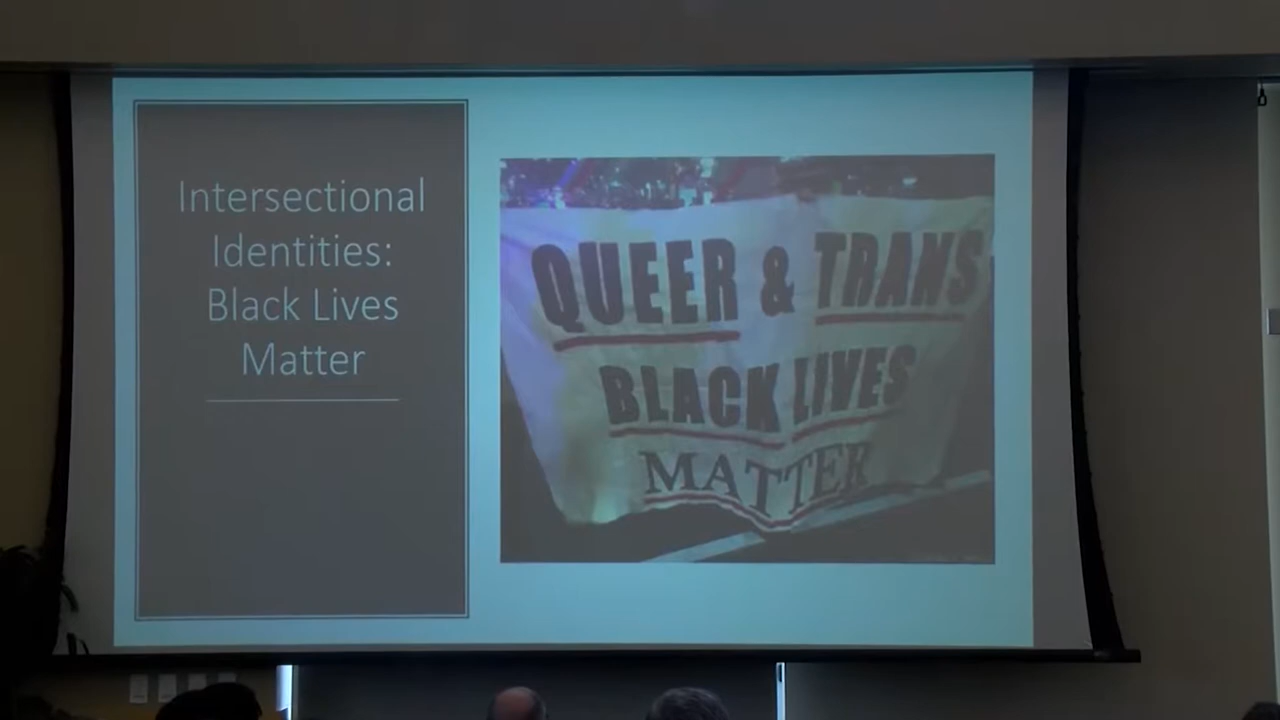 Intersectional
Identities:
Black Lives
Matter
QUEER & TRANS
BLACK LIVES
MATTER